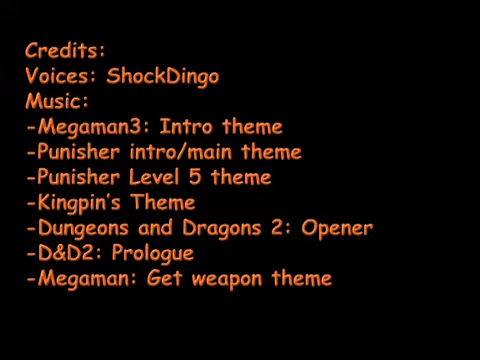 Credits:
Voices: ShockDingo
Music:
-Megaman3: Intro theme
-Punisher intro/main theme
-Punisher Level 5 theme
-Kingpin's Theme
-Dungeons and Dragons 2: Opener
-D&D2: Prologue
-Megaman: Get weapon theme